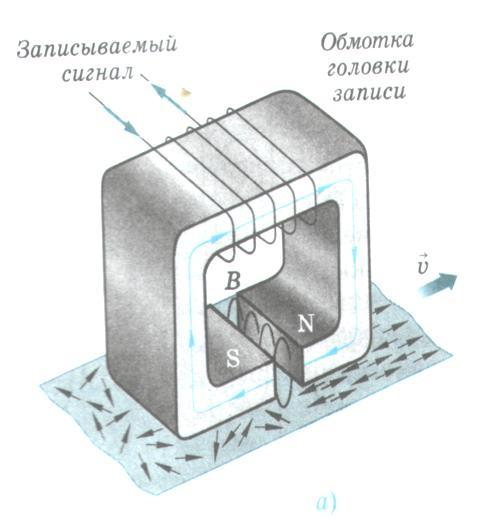 Записываемый
сигнал
Обмотка
головки
записи
B
v⃗
N
S
а)